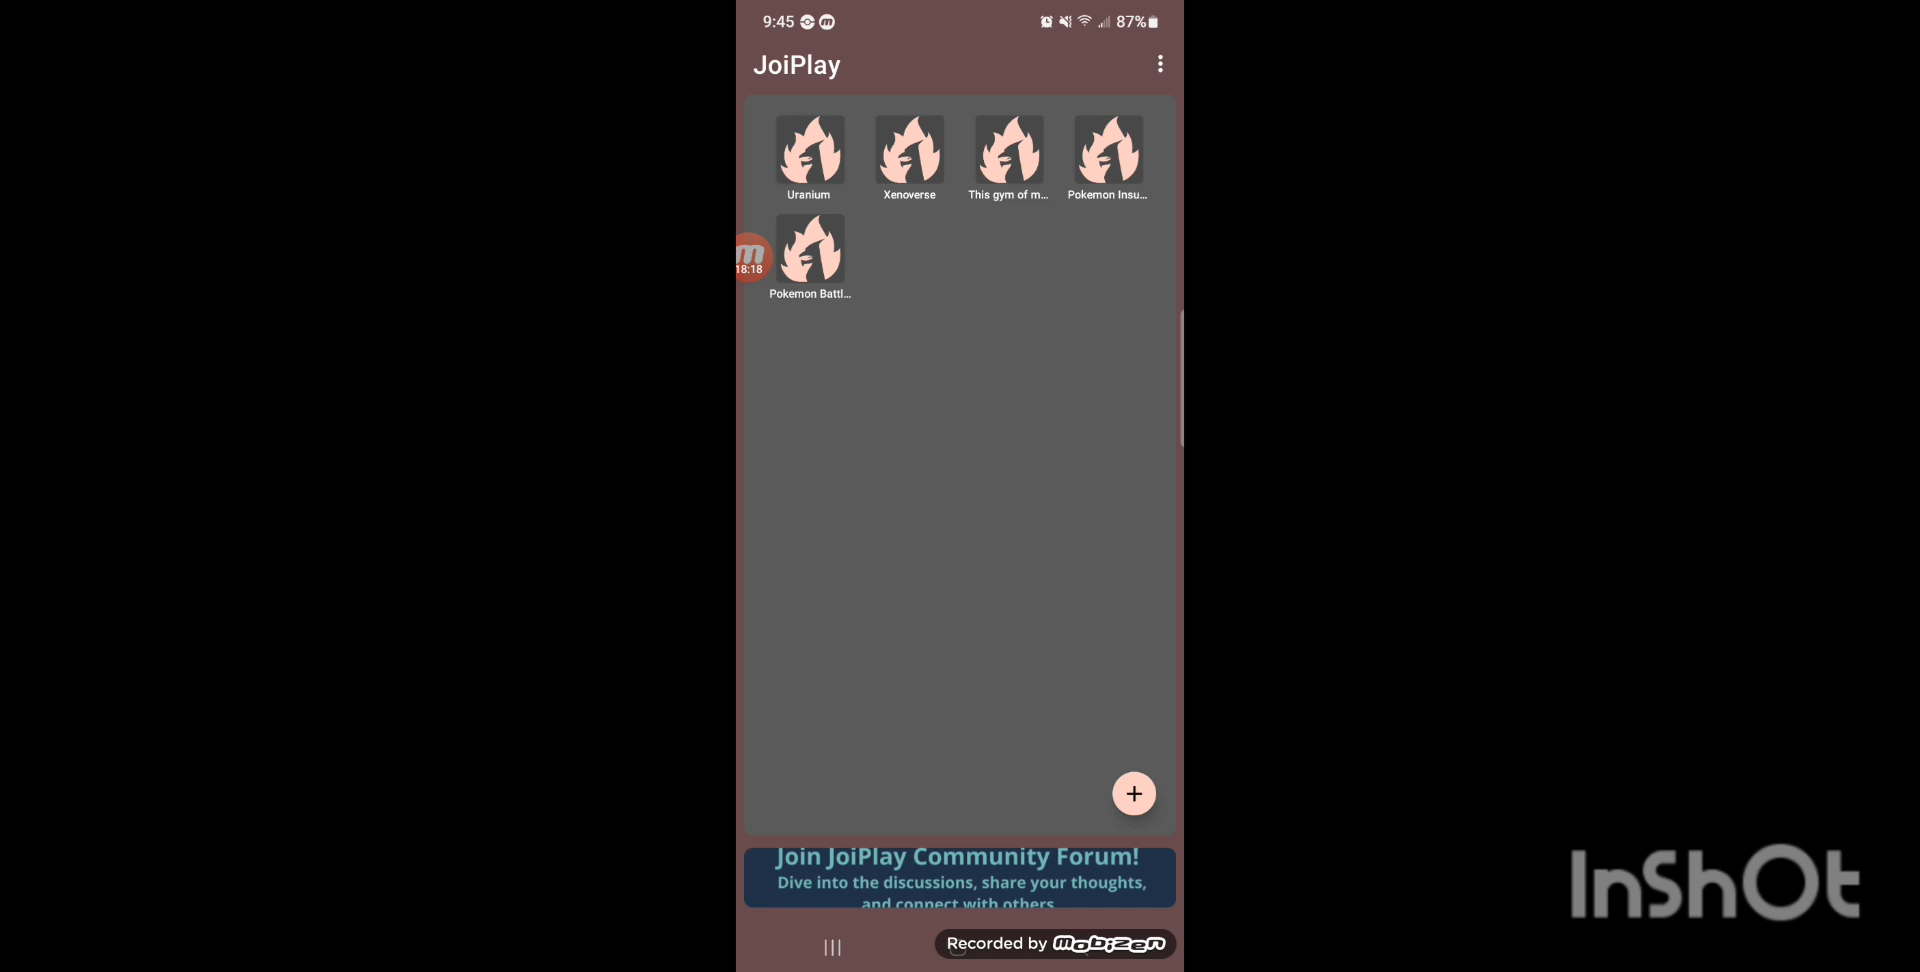 9:45
87%
JoiPlay
Uranium
Xenoverse
This gym of m...
Pokemon Insu...
m
18:18
Pokemon Battl...
+
Join JoiPlay Community Forum!
Dive into the discussions, share your thoughts,
and connect with others
Recorded by mobizen
InShOt